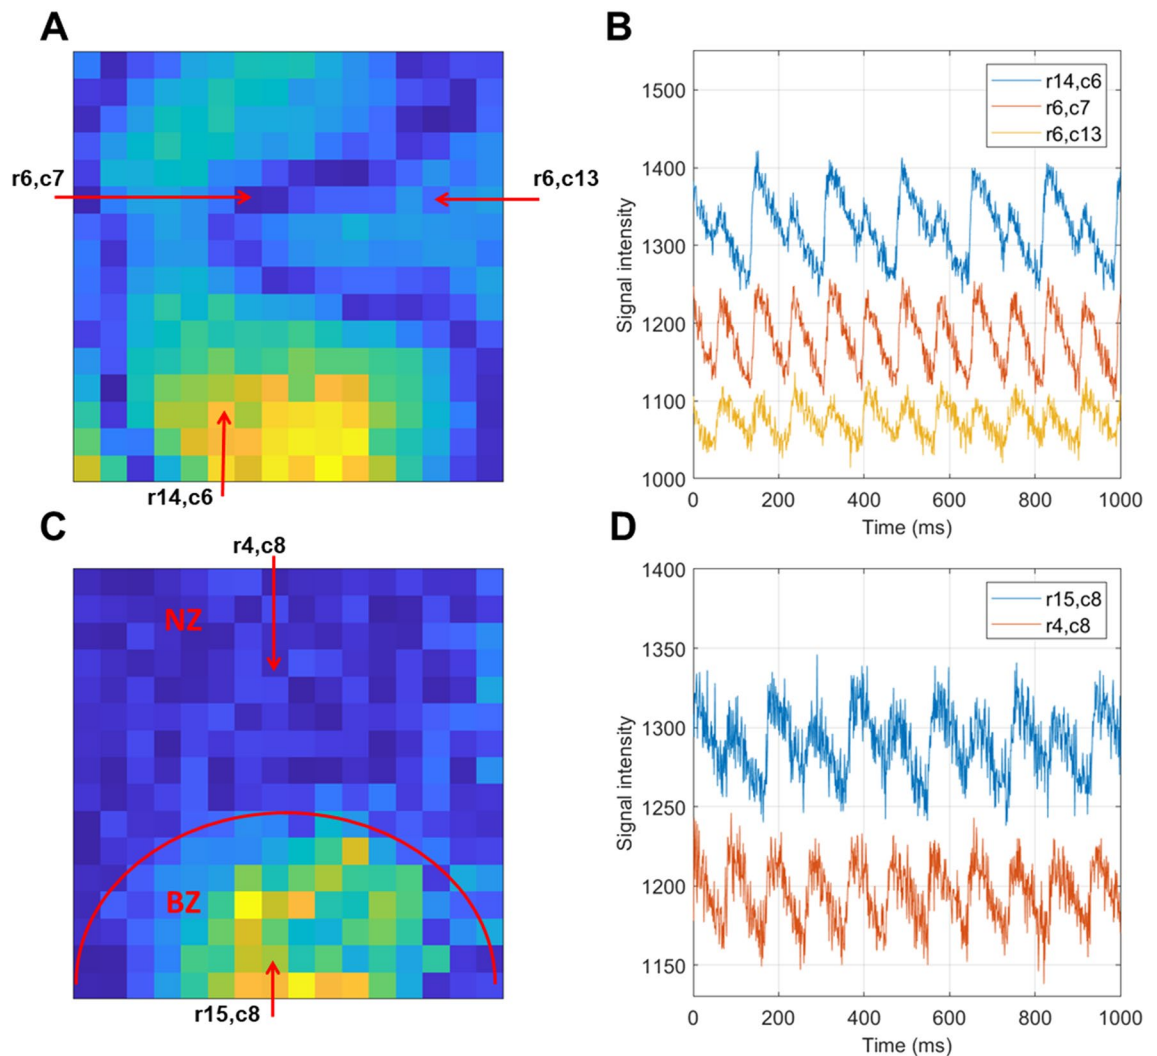 A
r6,c7
r6,c13
r14,c6
B
r14,c6
r6,c7
r6,c13
Signal intensity
1500
1400
1300
1200
1100
1000
0 200 400 600 800 1000
Time (ms)
C
r4,c8
NZ
BZ
r15,c8
D
r15,c8
r4,c8
Signal intensity
1400
1350
1300
1250
1200
1150
0 200 400 600 800 1000
Time (ms)